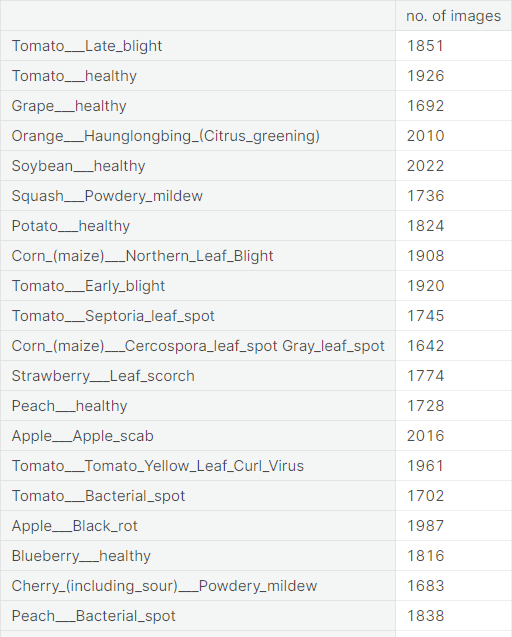 no. of images
Tomato___Late_blight 1851
Tomato___healthy 1926
Grape___healthy 1692
Orange___Haunglongbing_(Citrus_greening) 2010
Soybean___healthy 2022
Squash___Powdery_mildew 1736
Potato___healthy 1824
Corn_(maize)___Northern_Leaf_Blight 1908
Tomato___Early_blight 1920
Tomato___Septoria_leaf_spot 1745
Corn_(maize)___Cercospora_leaf_spot Gray_leaf_spot 1642
Strawberry___Leaf_scorch 1774
Peach___healthy 1728
Apple___Apple_scab 2016
Tomato___Tomato_Yellow_Leaf_Curl_Virus 1961
Tomato___Bacterial_spot 1702
Apple___Black_rot 1987
Blueberry___healthy 1816
Cherry_(including_sour)___Powdery_mildew 1683
Peach___Bacterial_spot 1838